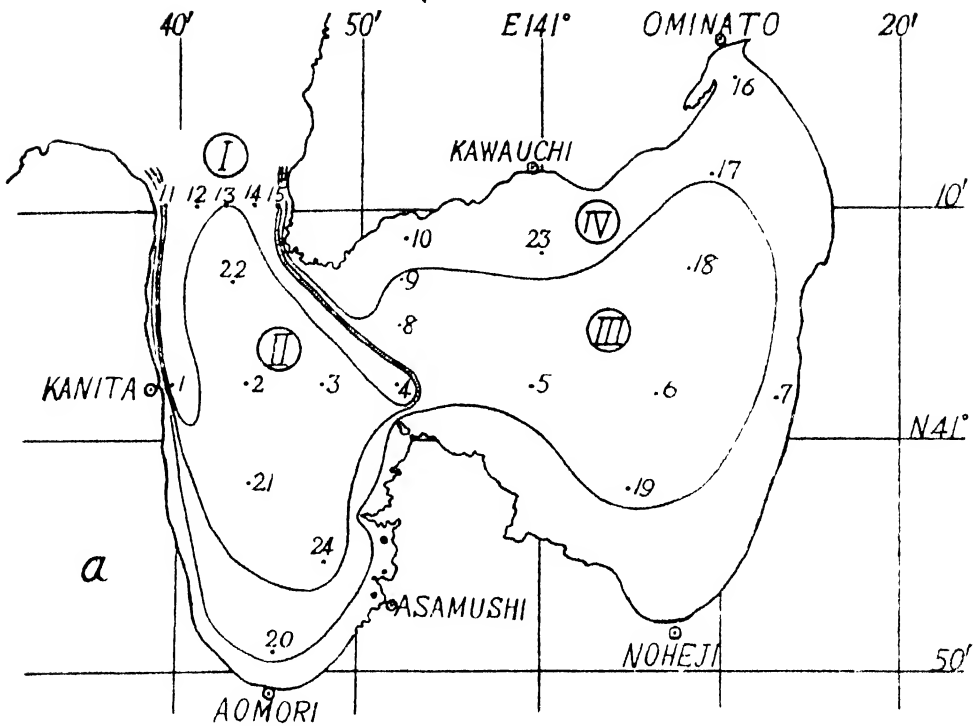 40' 50' E141° OMINATO 20'
16
I KAWAUCHI
11 12 13 14 15 17 10'
10 23 IV
22 9 18
8 III
II
KANITA 1 2 3 4 5 6 7
N41°
21 19
24
a
ASAMUSHI
20 NOHEJI 50'
AOMORI